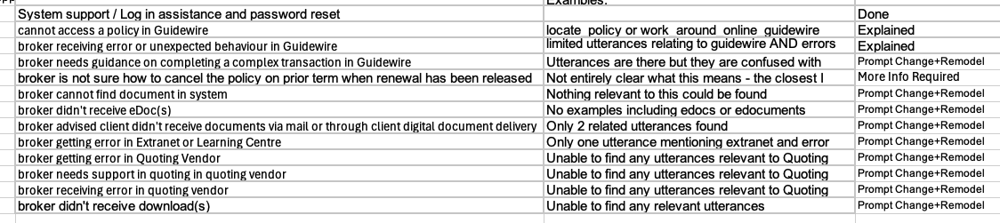 Examples:
System support / Log in assistance and password reset Done
cannot access a policy in Guidewire locate policy or work around online guidewire Explained
broker receiving error or unexpected behaviour in Guidewire limited utterances relating to guidewire AND errors Explained
broker needs guidance on completing a complex transaction in Guidewire Utterances are there but they are confused with Prompt Change+Remodel
broker is not sure how to cancel the policy on prior term when renewal has been released Not entirely clear what this means - the closest I More Info Required
broker cannot find document in system Nothing relevant to this could be found Prompt Change+Remodel
broker didn't receive eDoc(s) No examples including edocs or edocuments Prompt Change+Remodel
broker advised client didn't receive documents via mail or through client digital document delivery Only 2 related utterances found Prompt Change+Remodel
broker getting error in Extranet or Learning Centre Only one utterance mentioning extranet and error Prompt Change+Remodel
broker getting error in Quoting Vendor Unable to find any utterances relevant to Quoting Prompt Change+Remodel
broker needs support in quoting in quoting vendor Unable to find any utterances relevant to Quoting Prompt Change+Remodel
broker receiving error in quoting vendor Unable to find any utterances relevant to Quoting Prompt Change+Remodel
broker didn't receive download(s) Unable to find any relevant utterances Prompt Change+Remodel